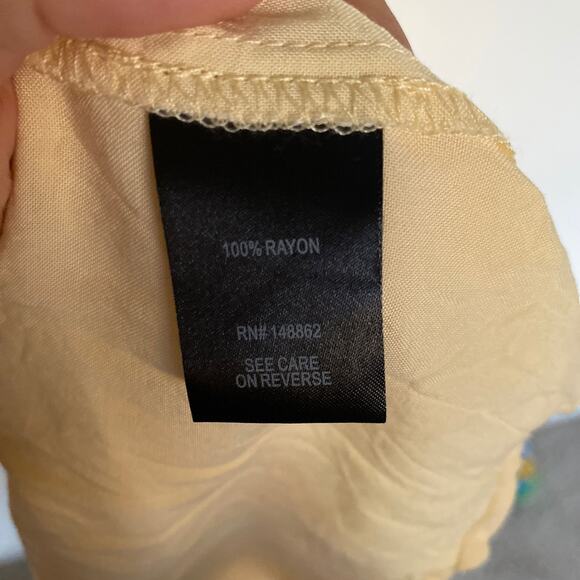 100% RAYON
RN# 148862
SEE CARE
ON REVERSE